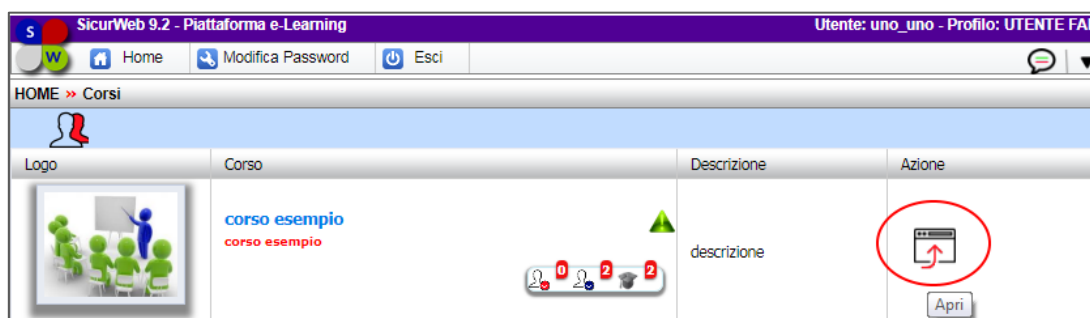 S W
SicurWeb 9.2 - Piattaforma e-Learning
Utente: uno_uno - Profilo: UTENTE
Home Modifica Password Esci
HOME » Corsi
Logo Corso Descrizione Azione
corso esempio
corso esempio
descrizione
0 2 2
Apri